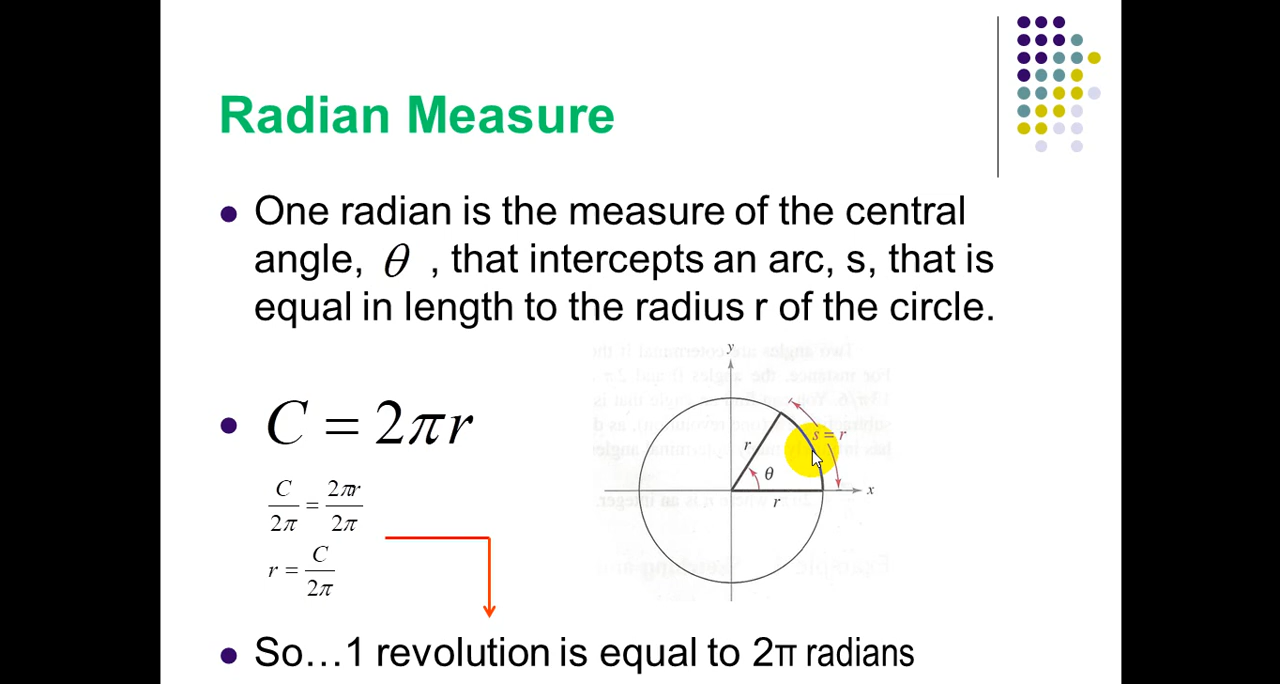 Radian Measure
• One radian is the measure of the central
angle, θ , that intercepts an arc, s, that is
equal in length to the radius r of the circle.
• C = 2πr
C/2π = 2πr/2π
r = C/2π
y
s = r
r
θ
x
r
• So…1 revolution is equal to 2π radians